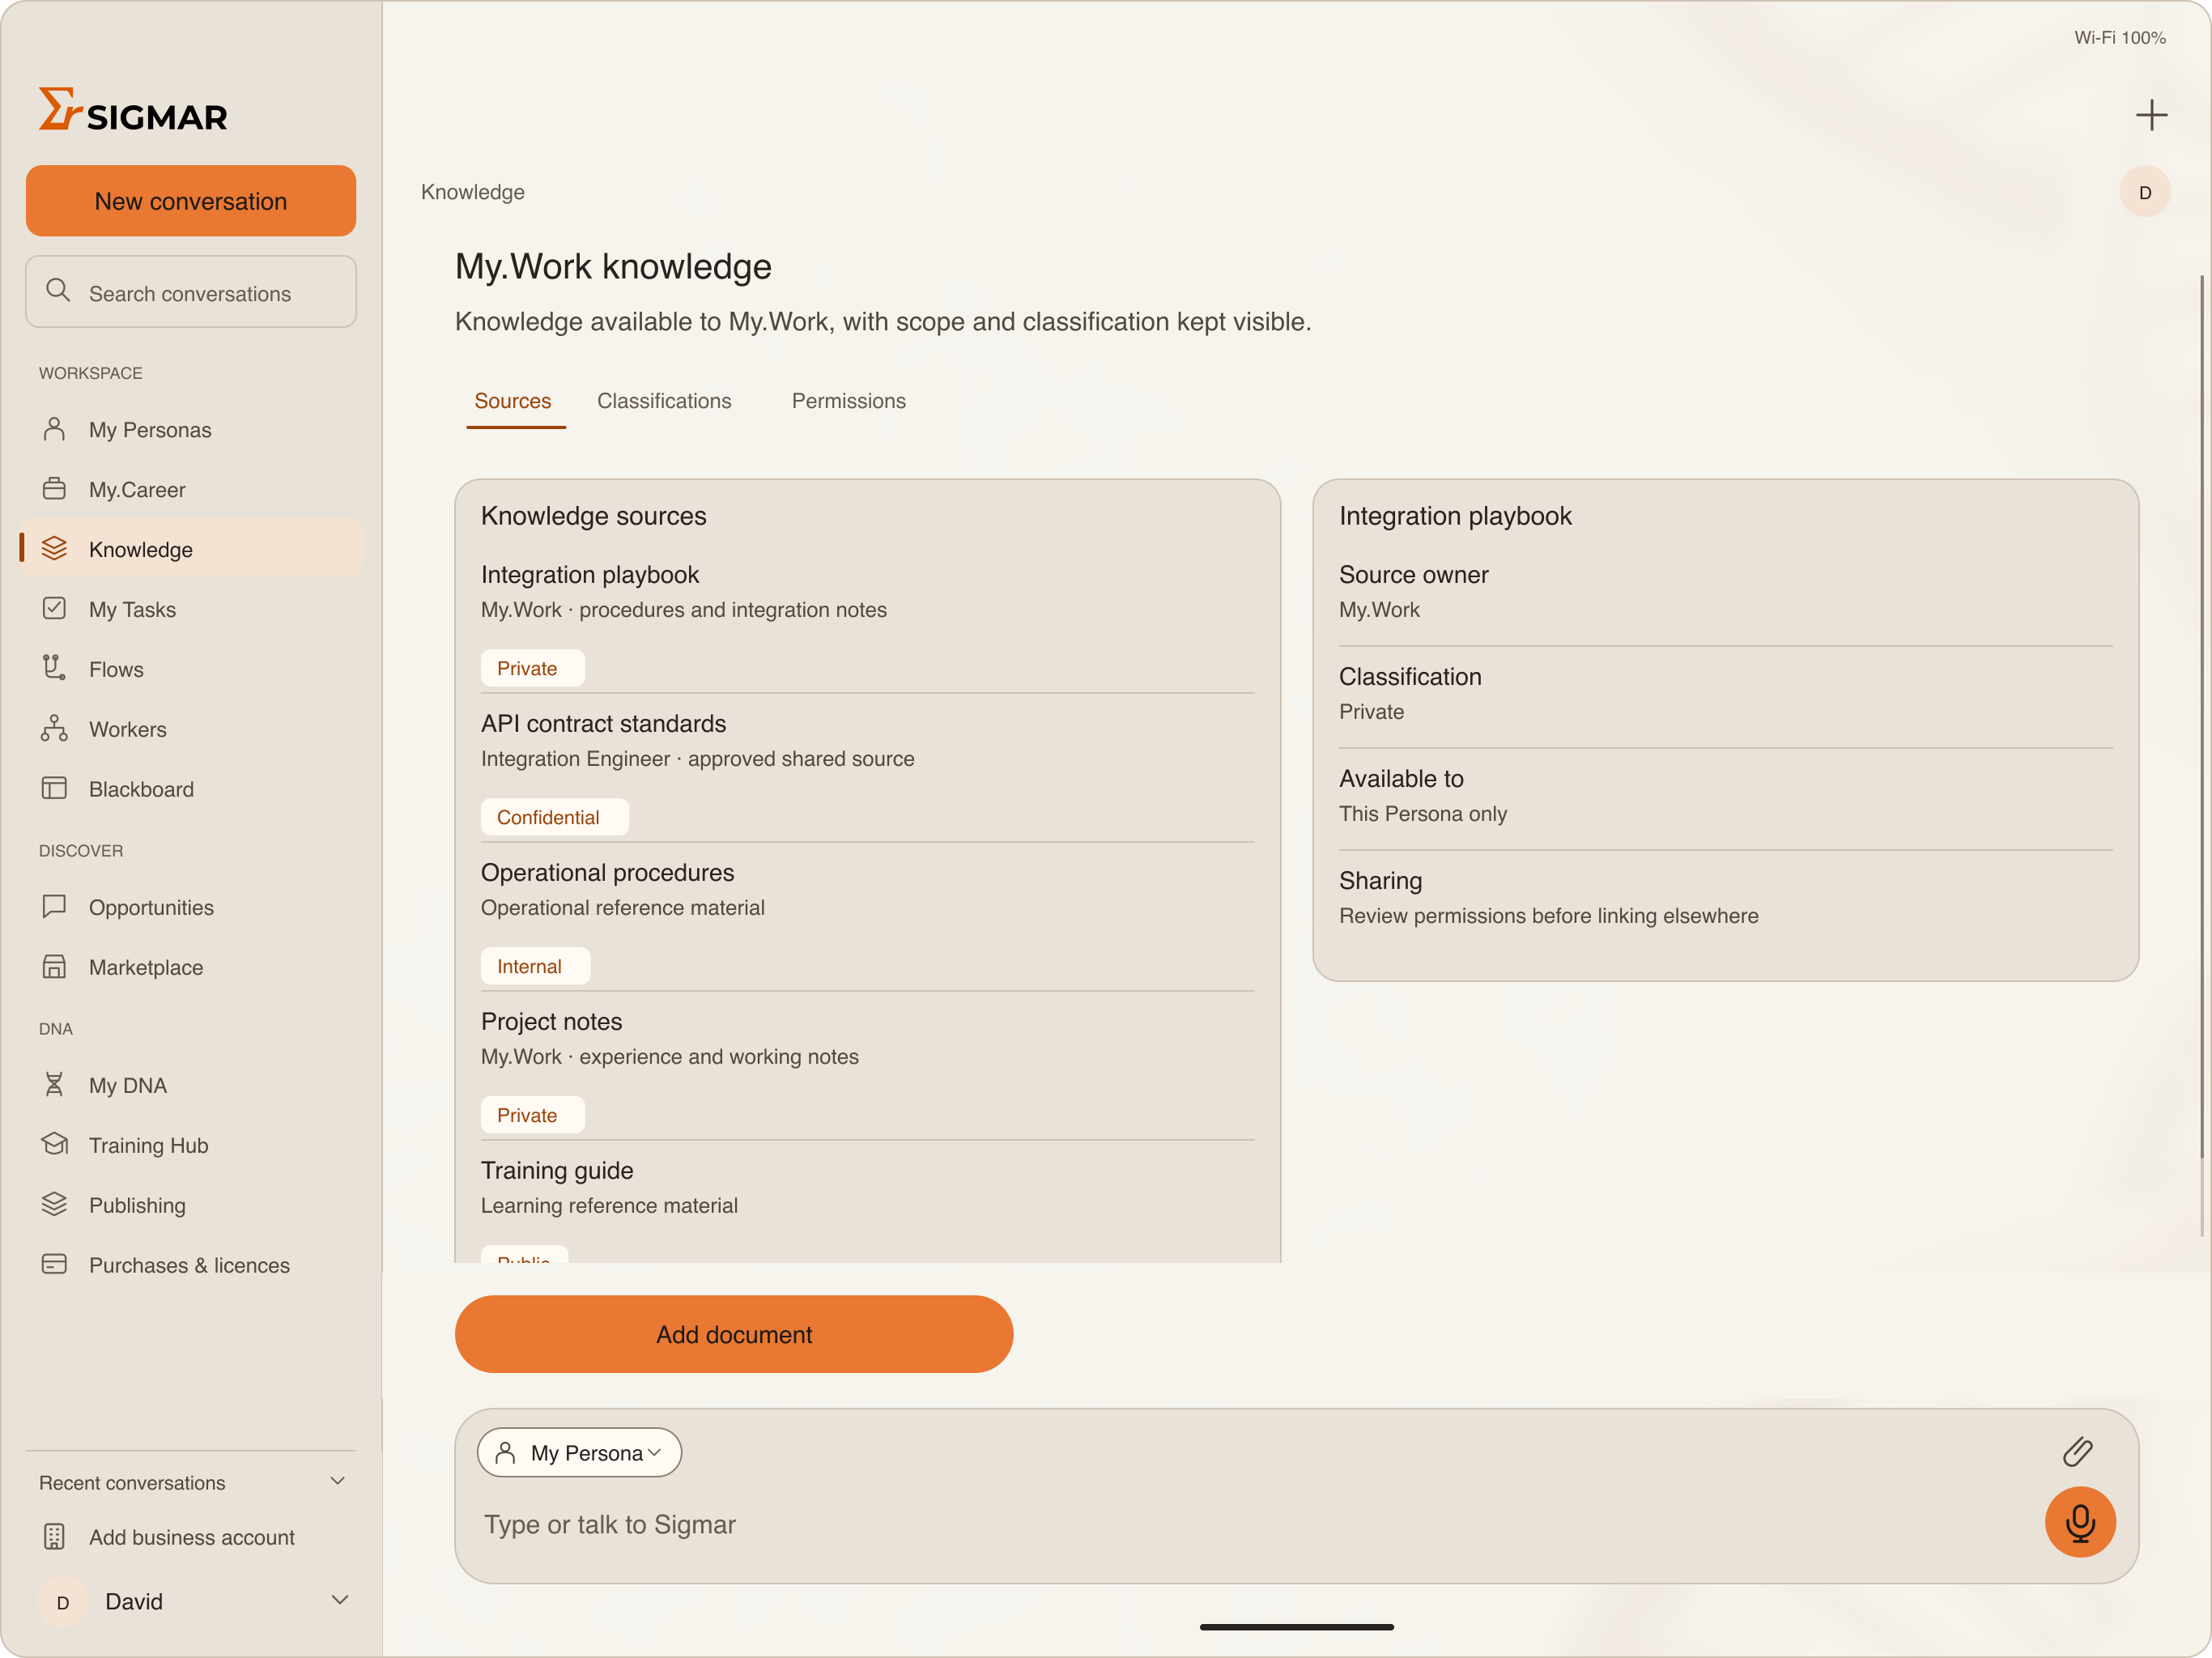 Wi-Fi 100%
Σr SIGMAR
New conversation
Search conversations
WORKSPACE
My Personas
My.Career
Knowledge
My Tasks
Flows
Workers
Blackboard
DISCOVER
Opportunities
Marketplace
DNA
My DNA
Training Hub
Publishing
Purchases & licences
Recent conversations
Add business account
D David
Knowledge
D
My.Work knowledge
Knowledge available to My.Work, with scope and classification kept visible.
Sources Classifications Permissions
Knowledge sources
Integration playbook
My.Work · procedures and integration notes
Private
API contract standards
Integration Engineer · approved shared source
Confidential
Operational procedures
Operational reference material
Internal
Project notes
My.Work · experience and working notes
Private
Training guide
Learning reference material
Public
Integration playbook
Source owner
My.Work
Classification
Private
Available to
This Persona only
Sharing
Review permissions before linking elsewhere
Add document
My Persona
Type or talk to Sigmar